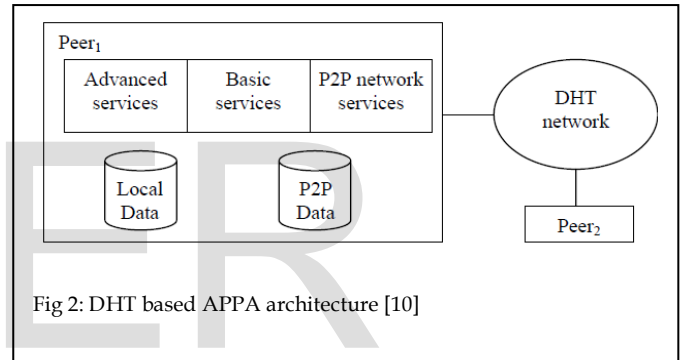 Peer₁
Advanced services
Basic services
P2P network services
Local Data
P2P Data
DHT network
Peer₂
Fig 2: DHT based APPA architecture [10]
ER